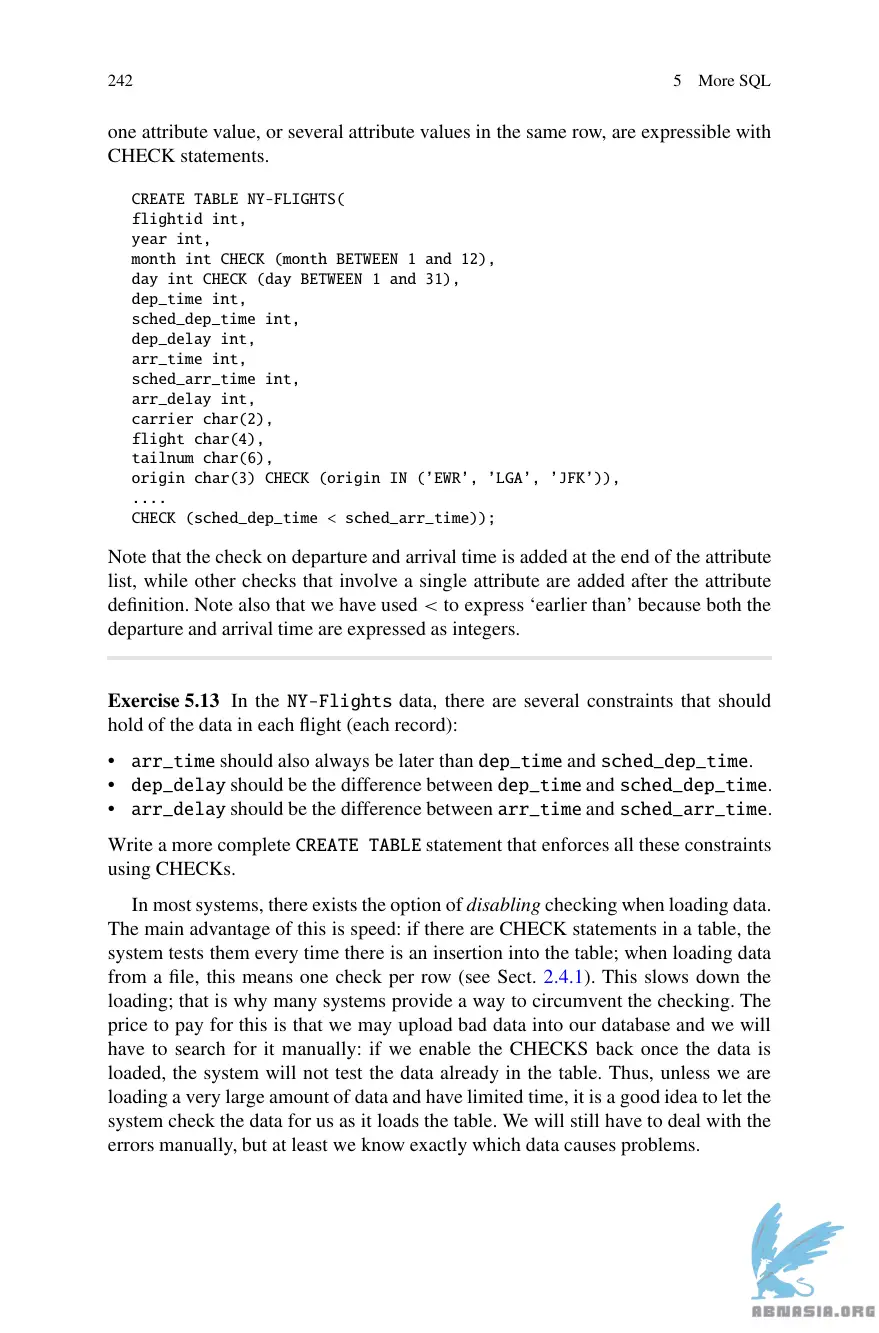 242
5 More SQL
one attribute value, or several attribute values in the same row, are expressible with
CHECK statements.
CREATE TABLE NY-FLIGHTS(
flightid int,
year int,
month int CHECK (month BETWEEN 1 and 12),
day int CHECK (day BETWEEN 1 and 31),
dep_time int,
sched_dep_time int,
dep_delay int,
arr_time int,
sched_arr_time int,
arr_delay int,
carrier char(2),
flight char(4),
tailnum char(6),
origin char(3) CHECK (origin IN (’EWR’, ’LGA’, ’JFK’)),
....
CHECK (sched_dep_time < sched_arr_time));
Note that the check on departure and arrival time is added at the end of the attribute
list, while other checks that involve a single attribute are added after the attribute
definition. Note also that we have used < to express ‘earlier than’ because both the
departure and arrival time are expressed as integers.
Exercise 5.13 In the NY-Flights data, there are several constraints that should
hold of the data in each flight (each record):
• arr_time should also always be later than dep_time and sched_dep_time.
• dep_delay should be the difference between dep_time and sched_dep_time.
• arr_delay should be the difference between arr_time and sched_arr_time.
Write a more complete CREATE TABLE statement that enforces all these constraints
using CHECKs.
In most systems, there exists the option of disabling checking when loading data.
The main advantage of this is speed: if there are CHECK statements in a table, the
system tests them every time there is an insertion into the table; when loading data
from a file, this means one check per row (see Sect. 2.4.1). This slows down the
loading; that is why many systems provide a way to circumvent the checking. The
price to pay for this is that we may upload bad data into our database and we will
have to search for it manually: if we enable the CHECKS back once the data is
loaded, the system will not test the data already in the table. Thus, unless we are
loading a very large amount of data and have limited time, it is a good idea to let the
system check the data for us as it loads the table. We will still have to deal with the
errors manually, but at least we know exactly which data causes problems.
ABNASIA.ORG